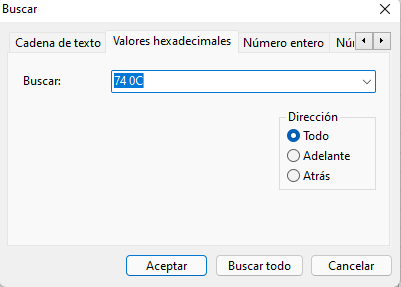 Buscar
Cadena de texto Valores hexadecimales Número entero
Buscar: 74 0C
Dirección
Todo
Adelante
Atrás
Aceptar Buscar todo Cancelar